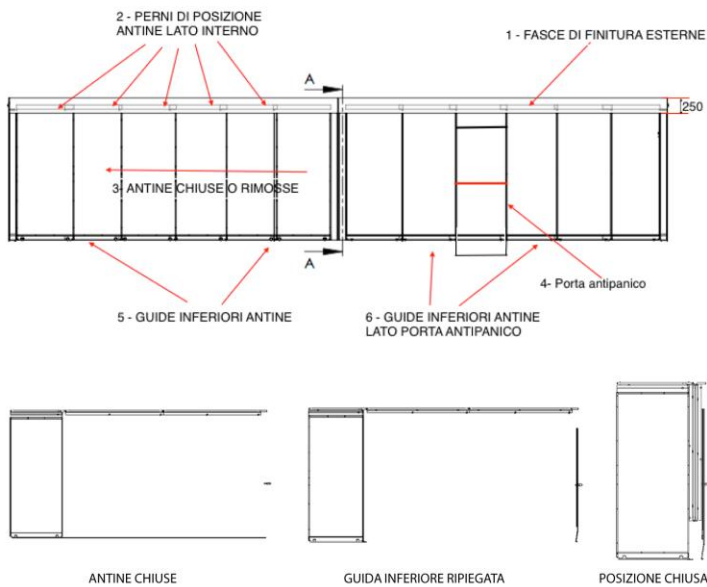 2 - PERNI DI POSIZIONE
ANTINE LATO INTERNO
1 - FASCE DI FINITURA ESTERNE
A
250
3- ANTINE CHIUSE O RIMOSSE
A
4- Porta antipanico
5 - GUIDE INFERIORI ANTINE
6 - GUIDE INFERIORI ANTINE
LATO PORTA ANTIPANICO
ANTINE CHIUSE
GUIDA INFERIORE RIPIEGATA
POSIZIONE CHIUSA